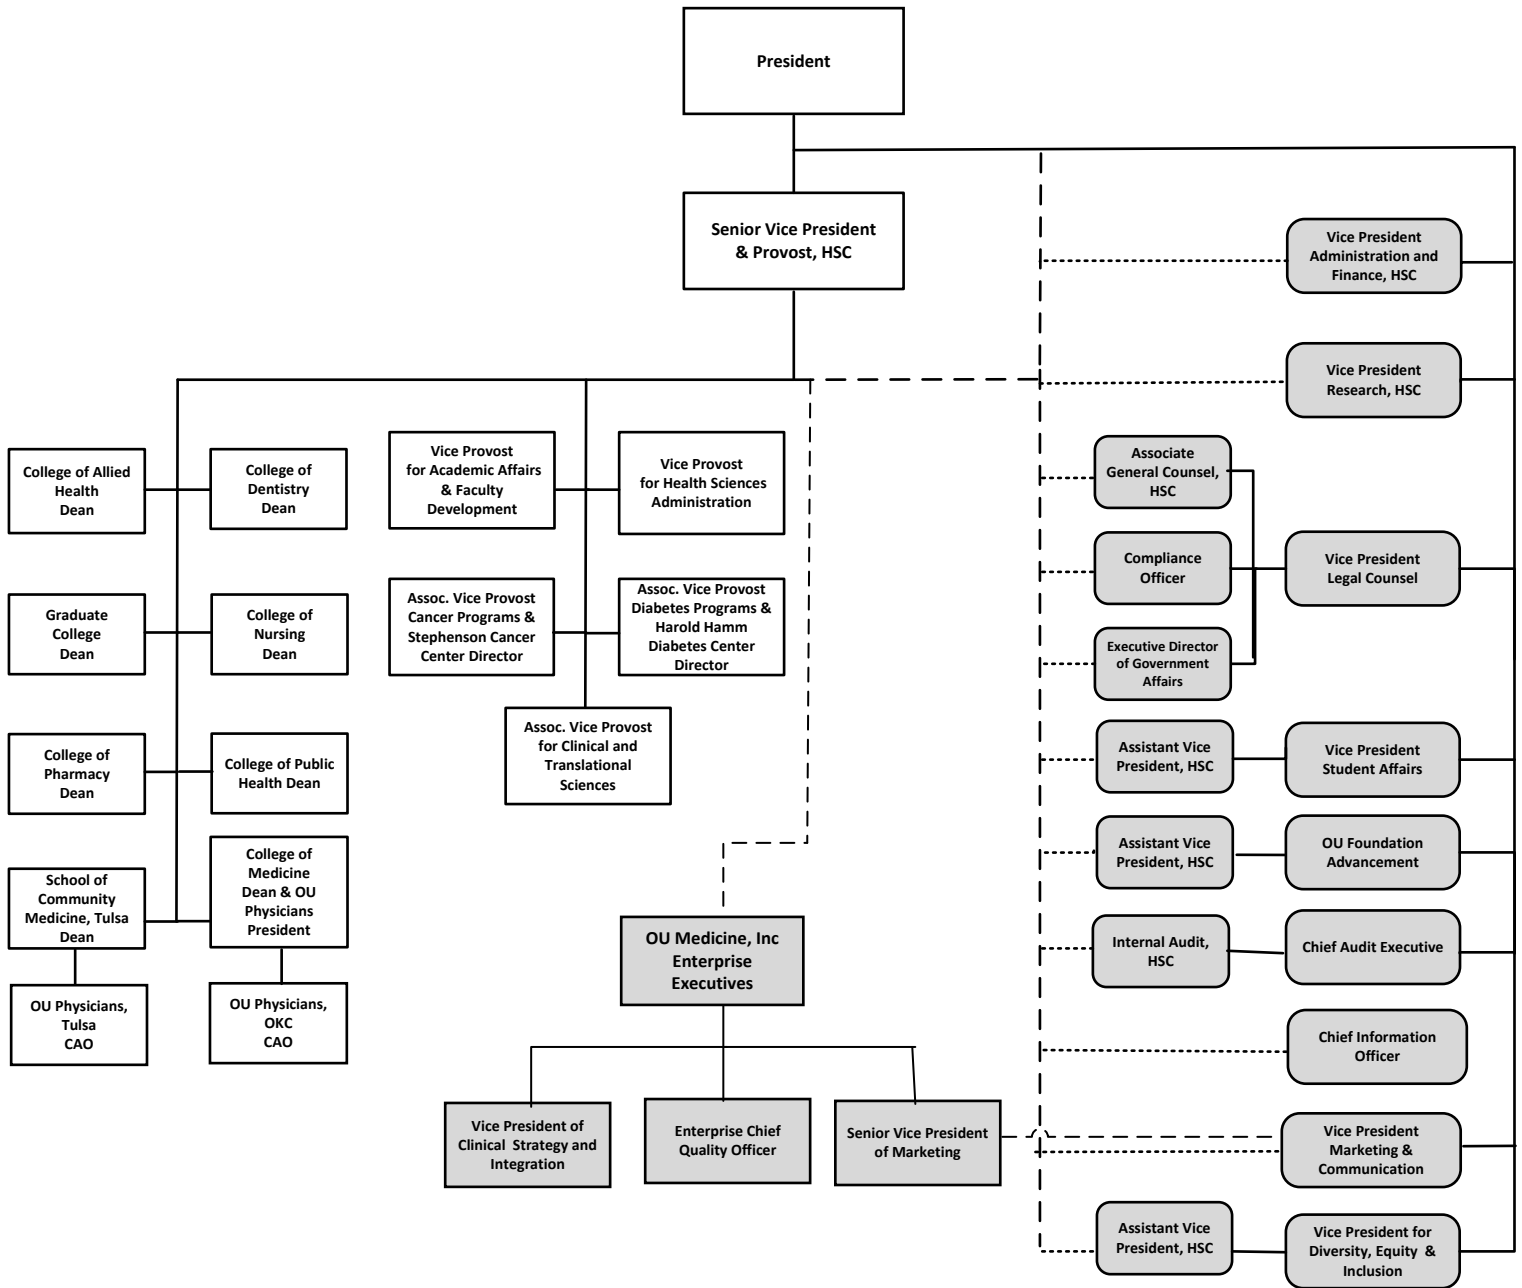 President
Senior Vice President
& Provost, HSC
Vice President
Administration and
Finance, HSC
Vice President
Research, HSC
College of Allied
Health
Dean
College of
Dentistry
Dean
Vice Provost
for Academic Affairs
& Faculty
Development
Vice Provost
for Health Sciences
Administration
Associate
General Counsel,
HSC
Graduate
College
Dean
College of
Nursing
Dean
Assoc. Vice Provost
Cancer Programs &
Stephenson Cancer
Center Director
Assoc. Vice Provost
Diabetes Programs &
Harold Hamm
Diabetes Center
Director
Compliance
Officer
Vice President
Legal Counsel
Executive Director
of Government
Affairs
College of
Pharmacy
Dean
College of Public
Health Dean
Assoc. Vice Provost
for Clinical and
Translational
Sciences
Assistant Vice
President, HSC
Vice President
Student Affairs
School of
Community
Medicine, Tulsa
Dean
College of
Medicine
Dean & OU
Physicians
President
Assistant Vice
President, HSC
OU Foundation
Advancement
OU Medicine, Inc
Enterprise
Executives
Internal Audit,
HSC
Chief Audit Executive
OU Physicians,
Tulsa
CAO
OU Physicians,
OKC
CAO
Chief Information
Officer
Vice President of
Clinical Strategy and
Integration
Enterprise Chief
Quality Officer
Senior Vice President
of Marketing
Vice President
Marketing &
Communication
Assistant Vice
President, HSC
Vice President for
Diversity, Equity &
Inclusion